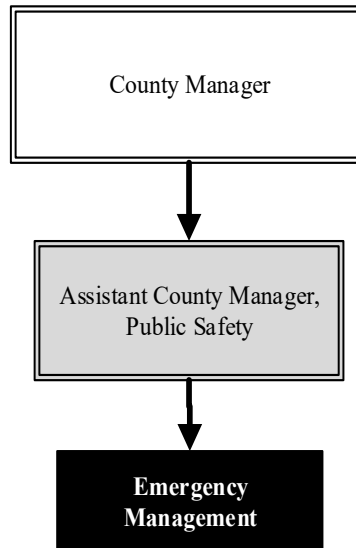 County Manager
Assistant County Manager,
Public Safety
Emergency
Management